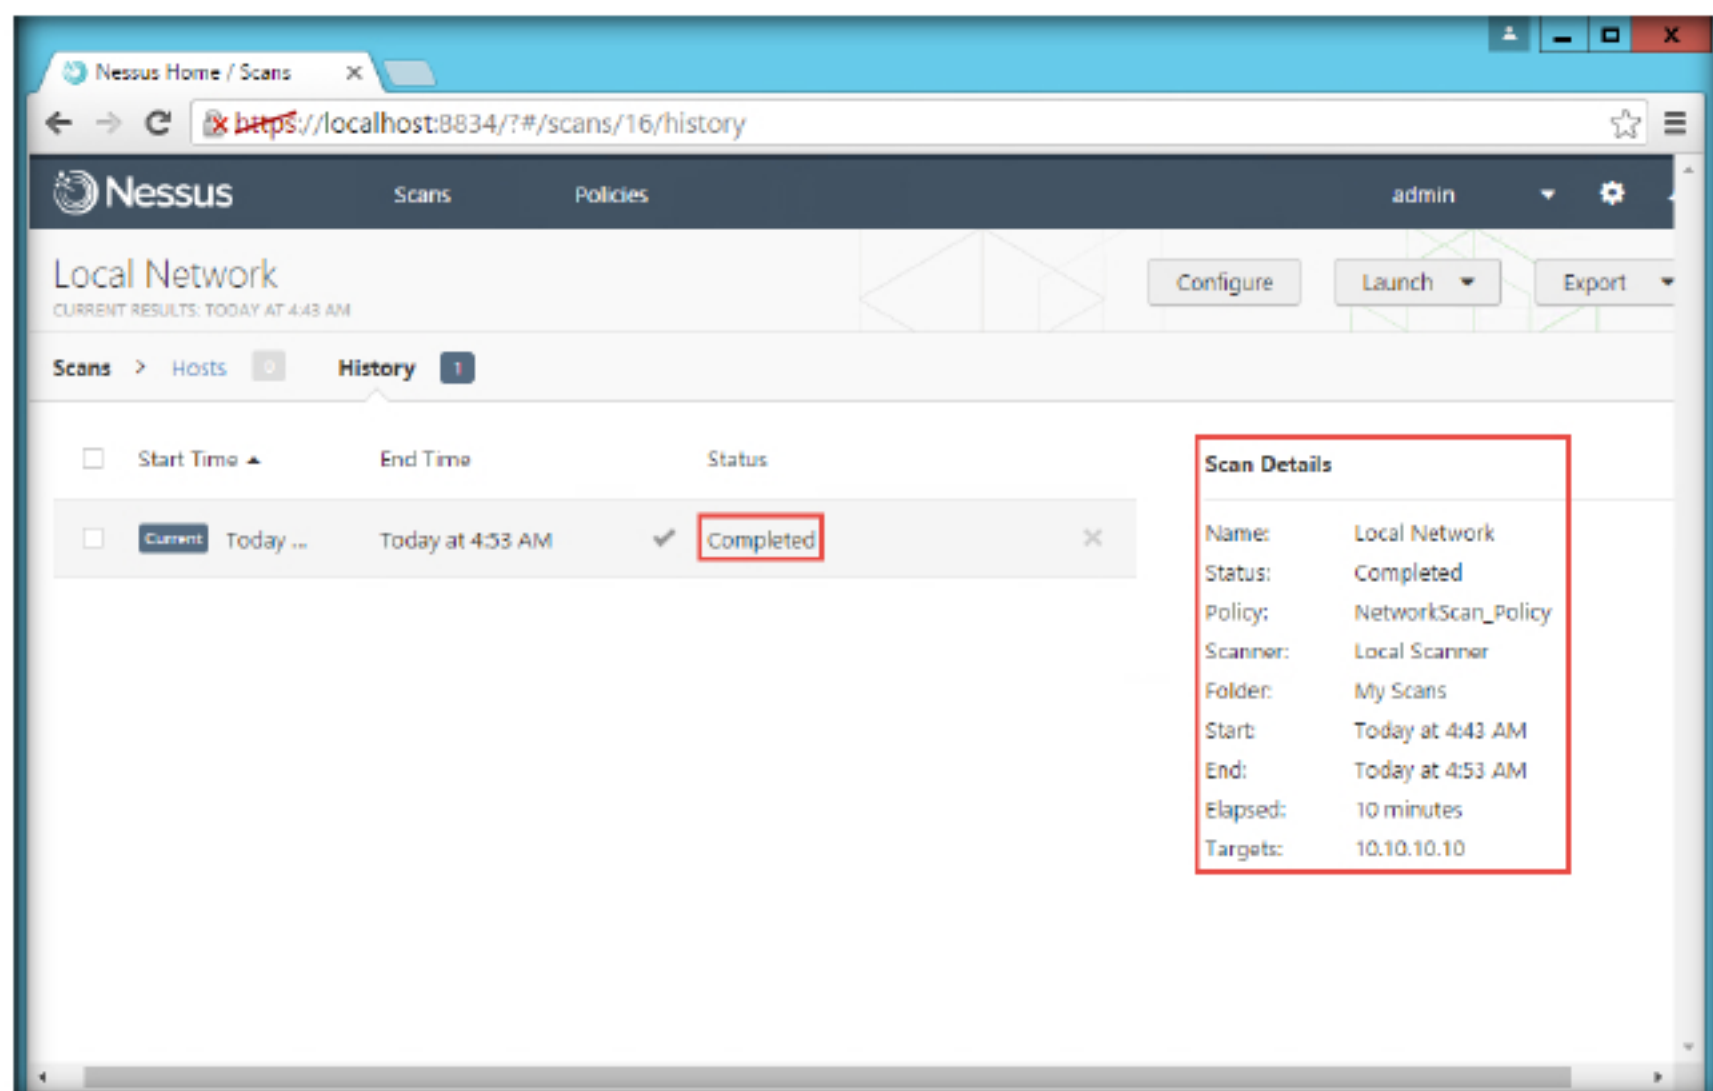 Nessus Home / Scans
https://localhost:8834/?#/scans/16/history
Nessus Scans Policies admin
Local Network
CURRENT RESULTS: TODAY AT 4:43 AM
Configure Launch Export
Scans > Hosts 0 History 1
Start Time End Time Status
Current Today ... Today at 4:53 AM Completed
Scan Details
Name: Local Network
Status: Completed
Policy: NetworkScan_Policy
Scanner: Local Scanner
Folder: My Scans
Start: Today at 4:43 AM
End: Today at 4:53 AM
Elapsed: 10 minutes
Targets: 10.10.10.10